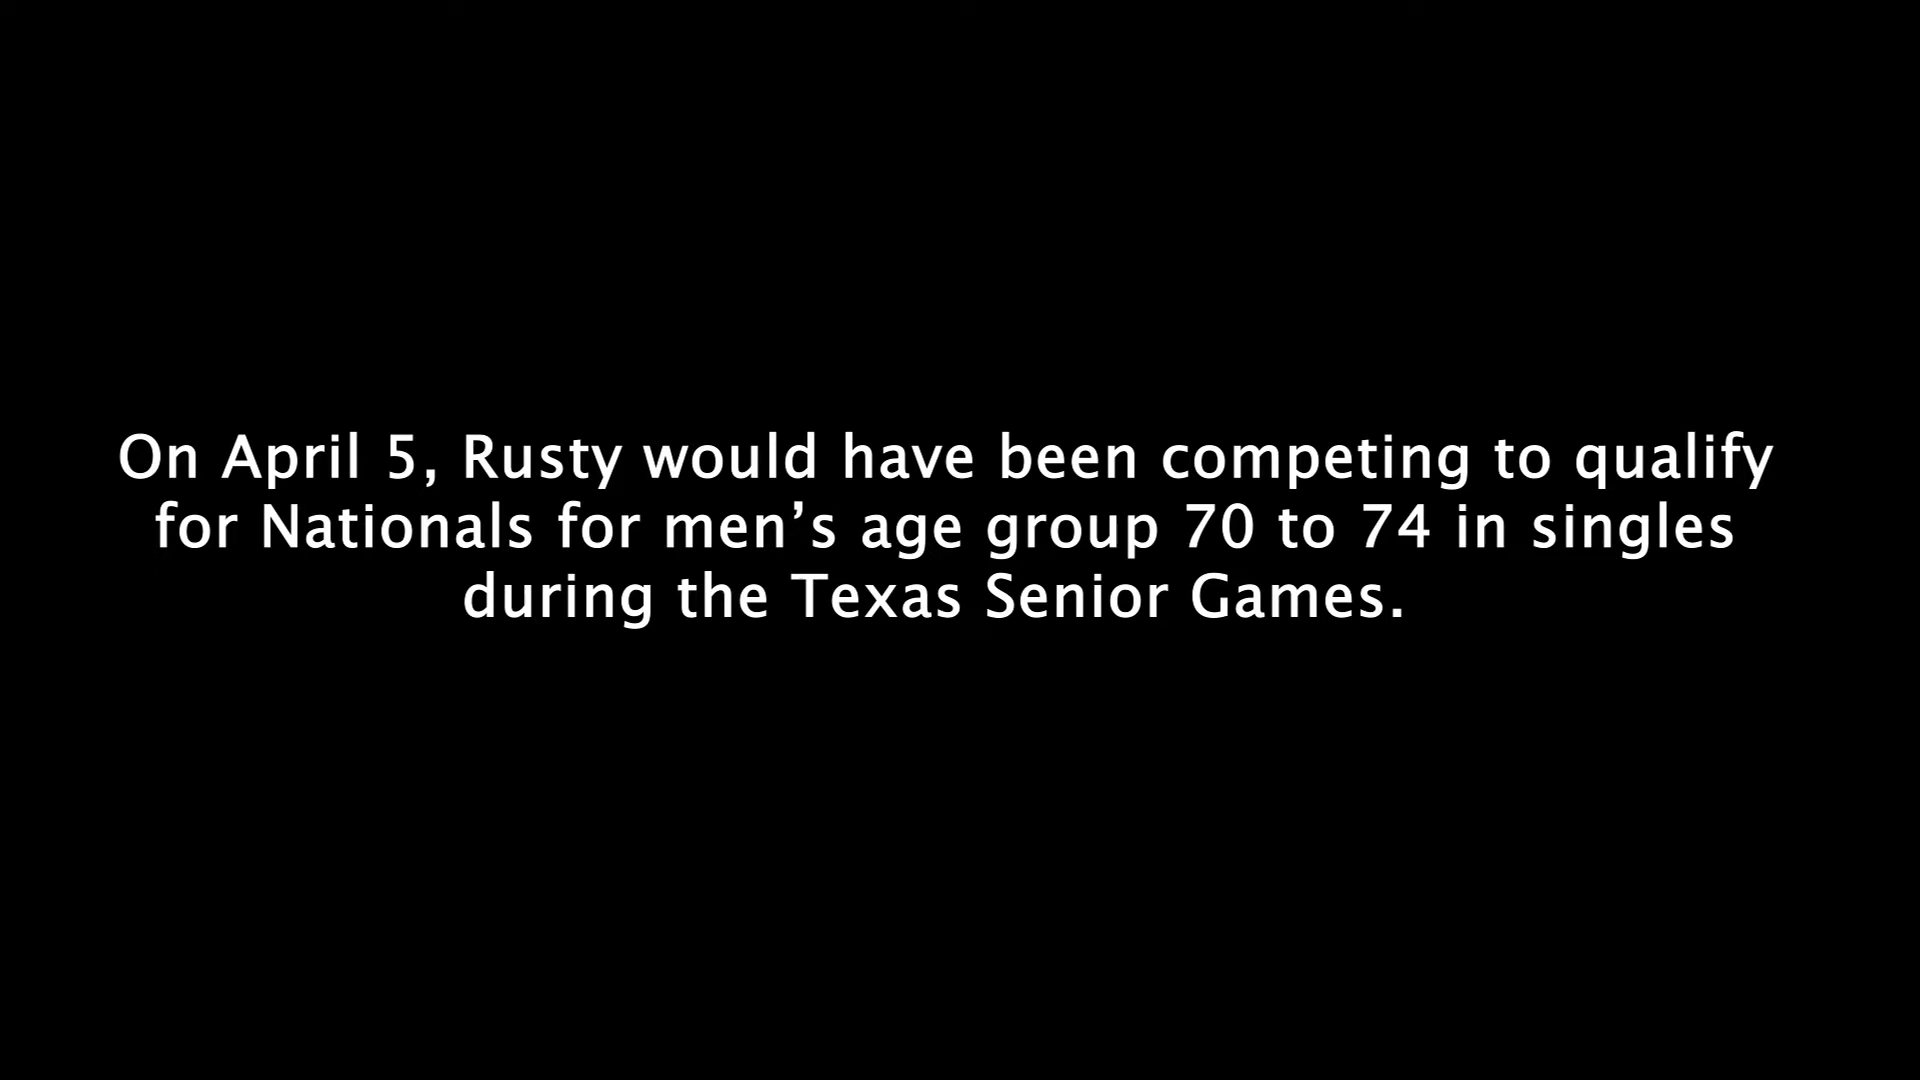 On April 5, Rusty would have been competing to qualify
for Nationals for men’s age group 70 to 74 in singles
during the Texas Senior Games.